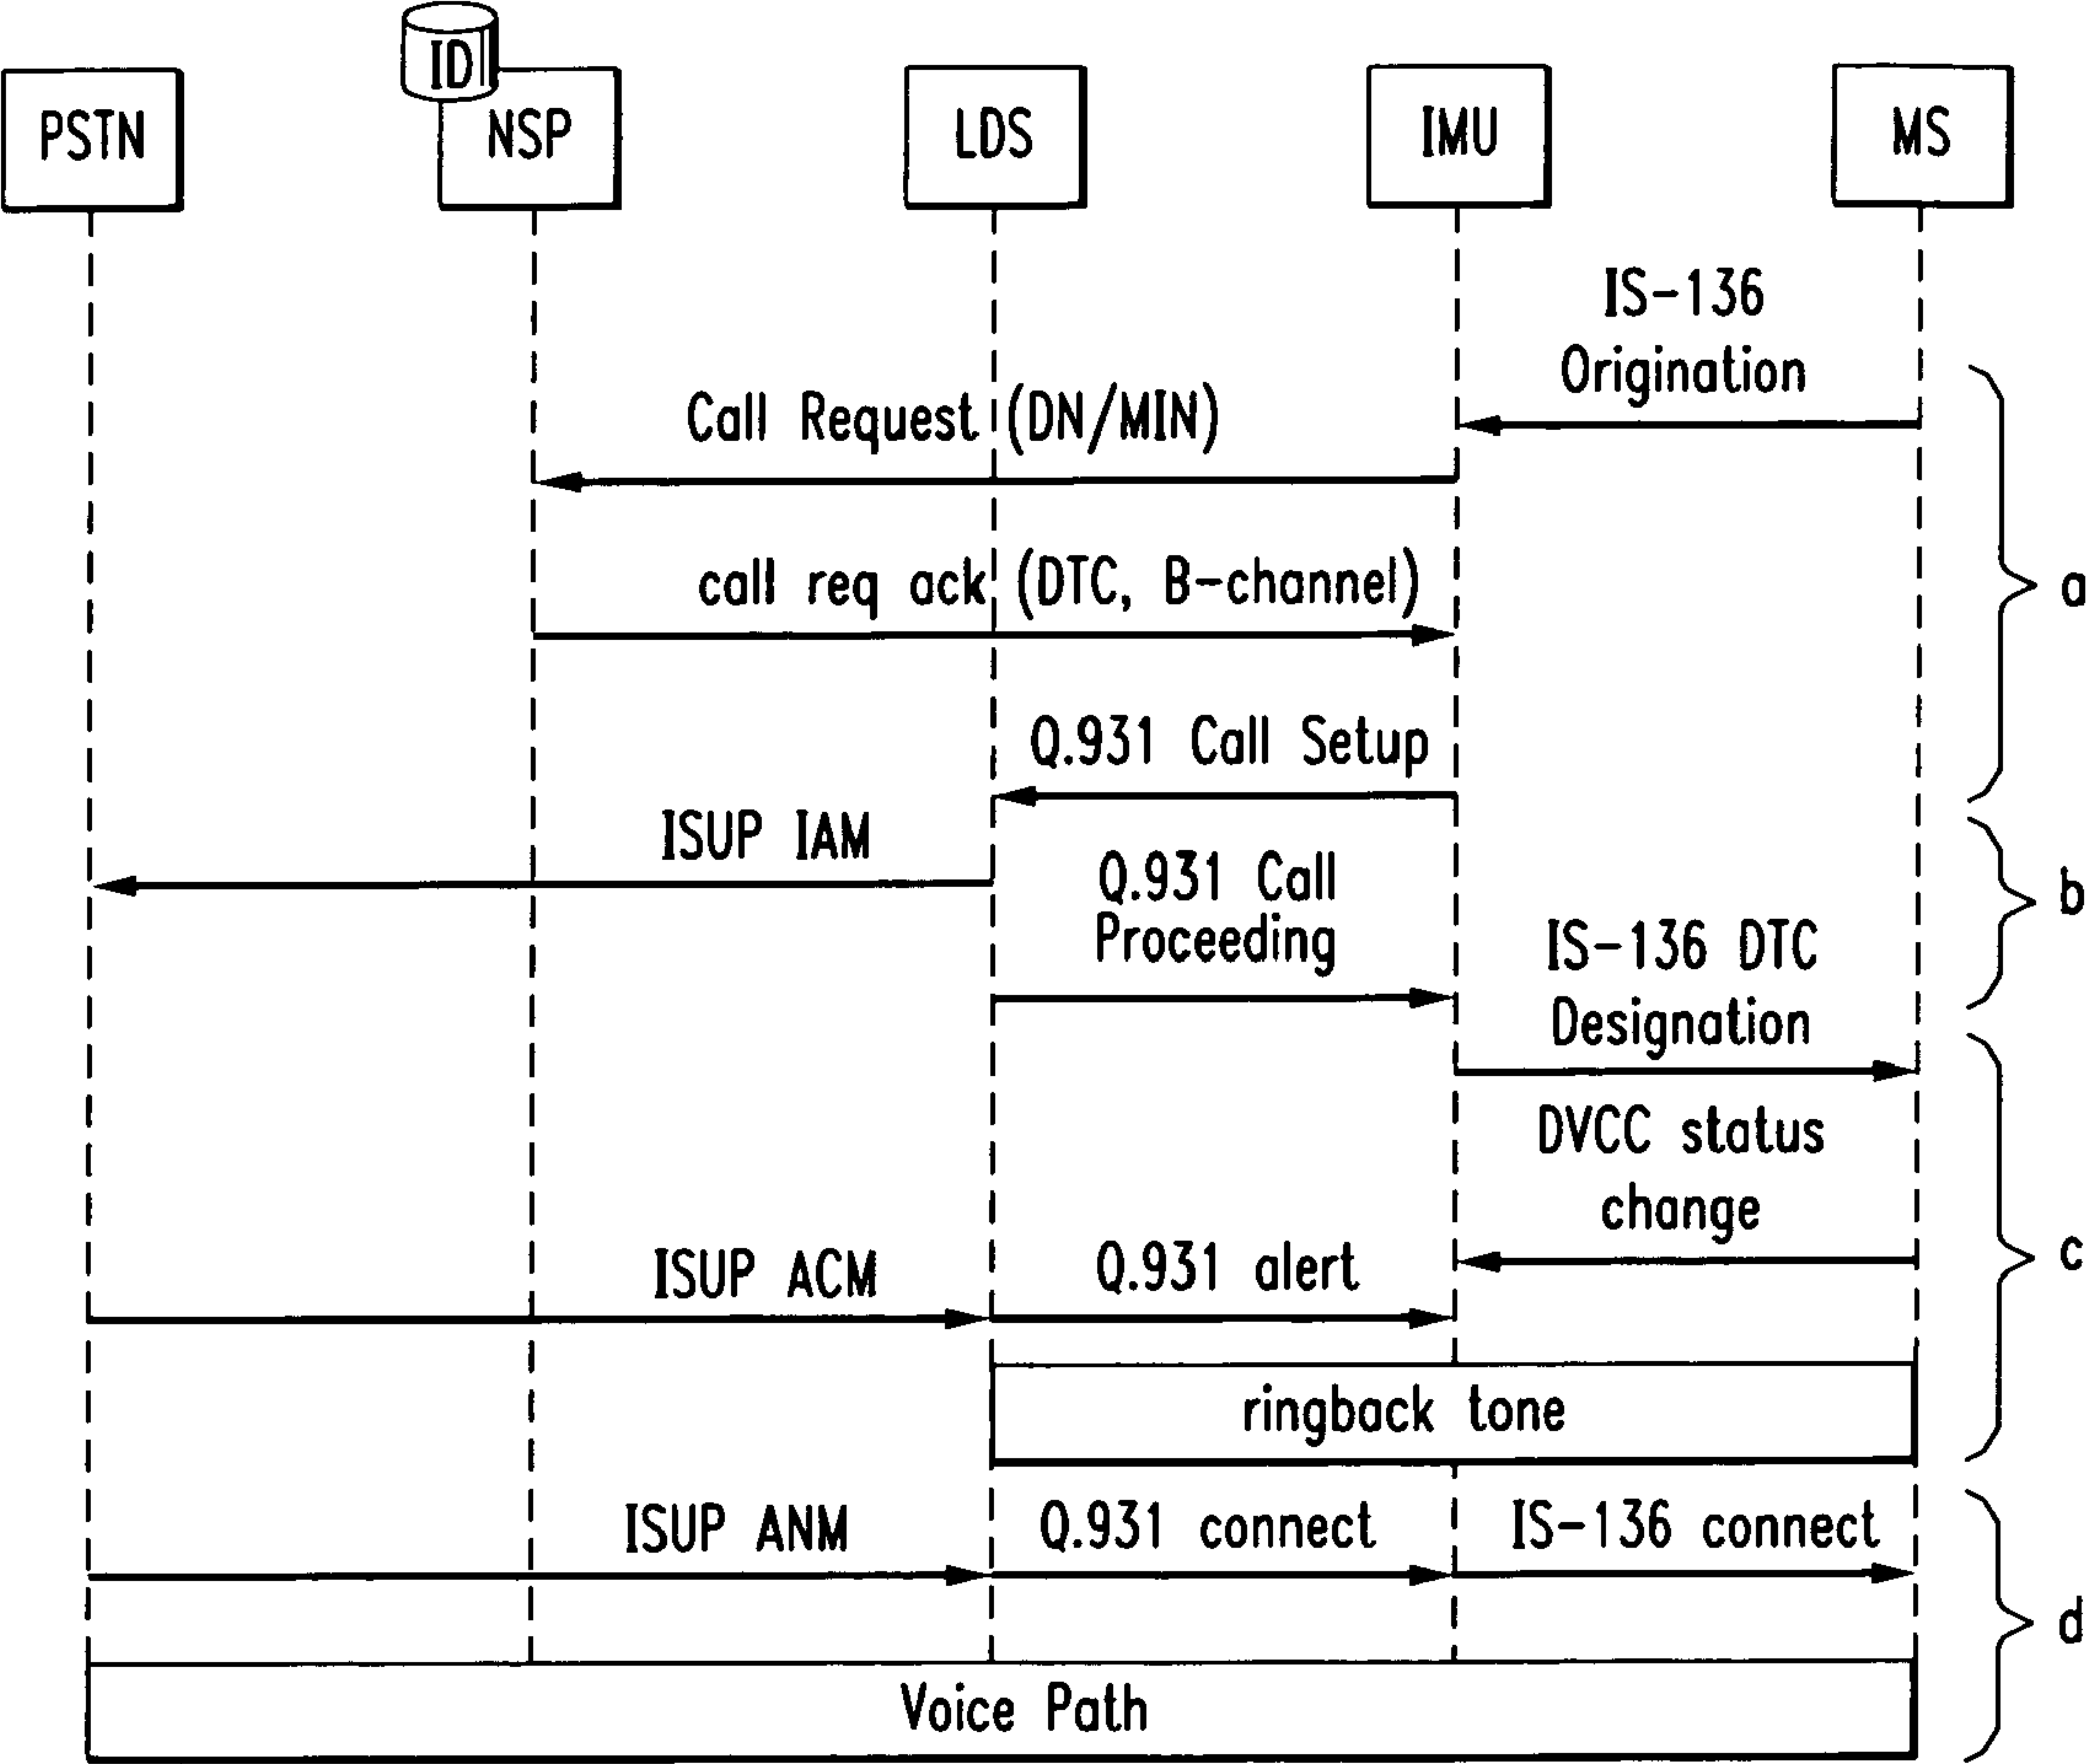 ID
PSTN
NSP
LDS
IMU
MS
IS-136
Origination
Call Request (DN/MIN)
call req ack (DTC, B-channel)
a
Q.931 Call Setup
ISUP IAM
Q.931 Call
Proceeding
b
IS-136 DTC
Designation
DVCC status
change
ISUP ACM
Q.931 alert
c
ringback tone
ISUP ANM
Q.931 connect
IS-136 connect
d
Voice Path